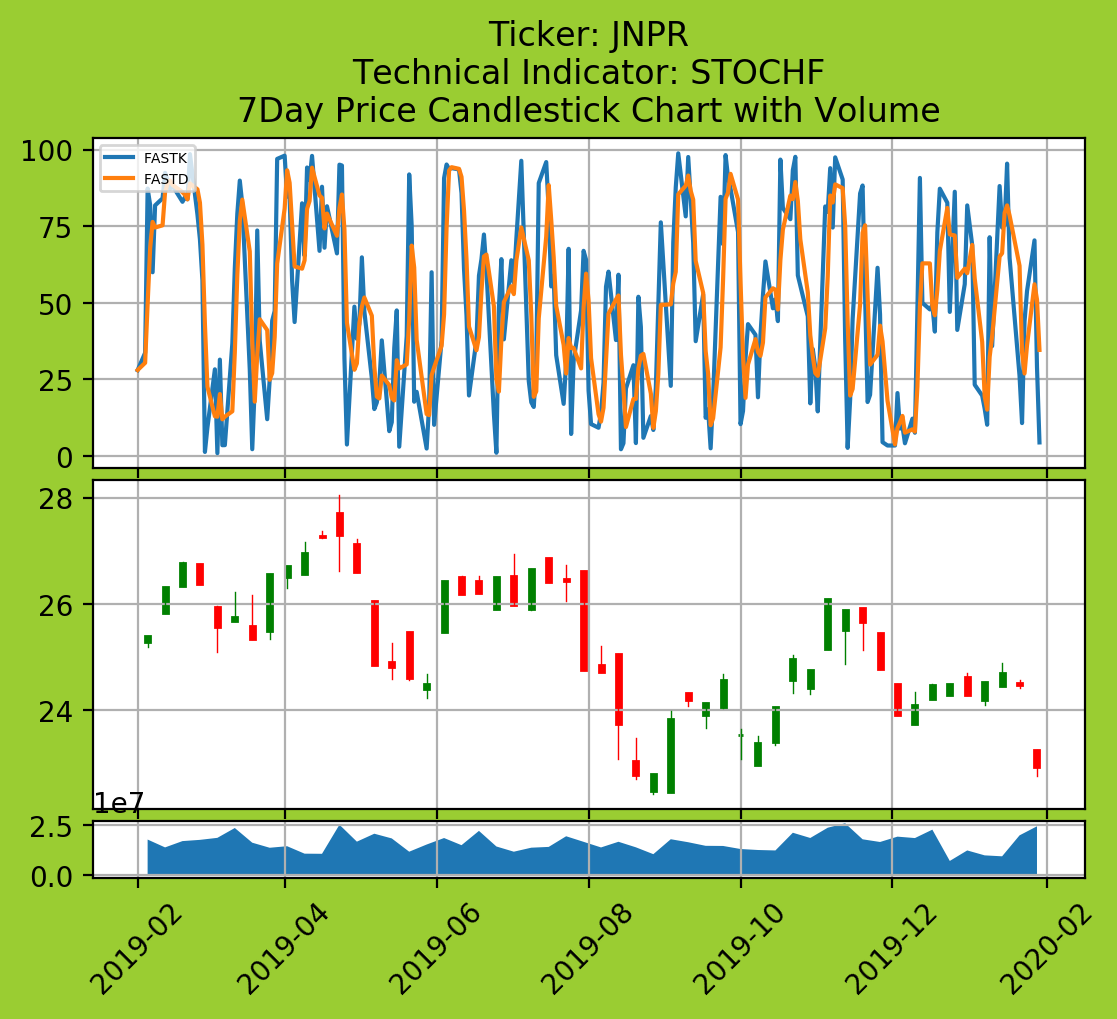 Ticker: JNPR
Technical Indicator: STOCHF
7Day Price Candlestick Chart with Volume
100
75
50
25
0
FASTK
FASTD
28
26
24
1e7
2.5
0.0
2019-02
2019-04
2019-06
2019-08
2019-10
2019-12
2020-02